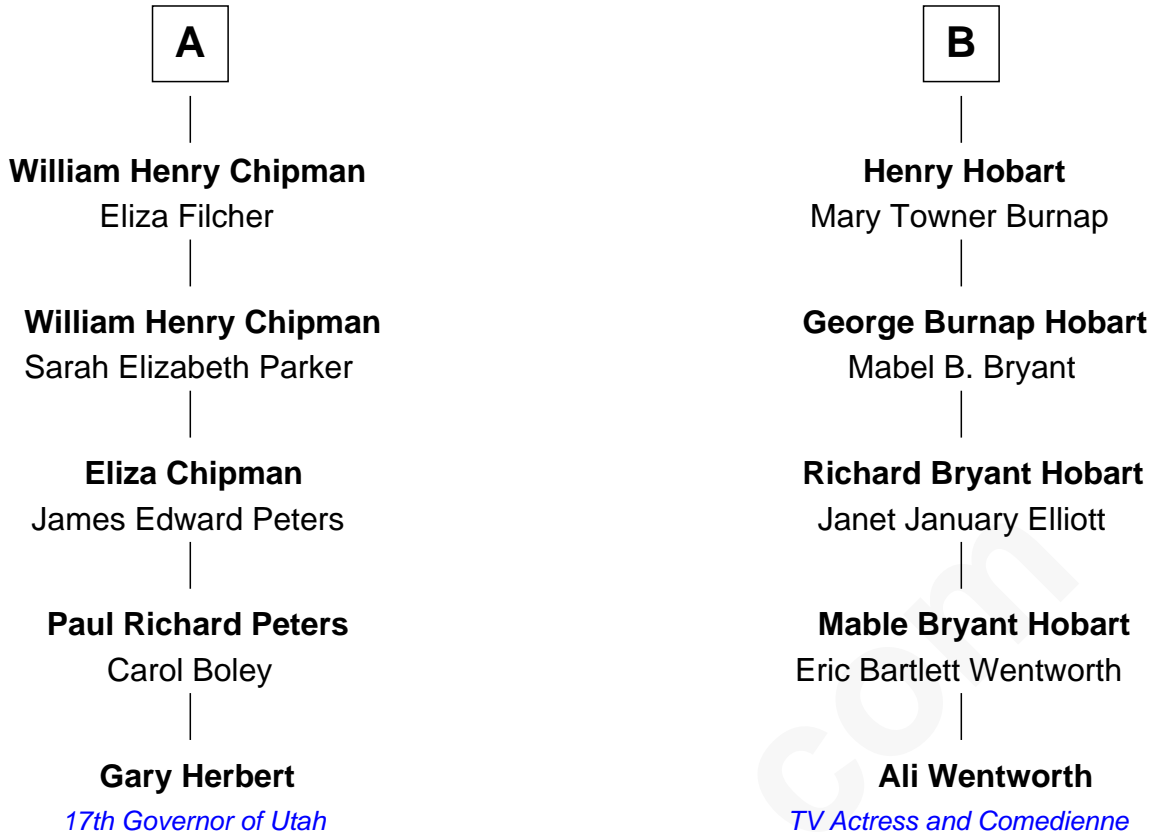 A
William Henry Chipman
Eliza Filcher
William Henry Chipman
Sarah Elizabeth Parker
Eliza Chipman
James Edward Peters
Paul Richard Peters
Carol Boley
Gary Herbert
17th Governor of Utah
B
Henry Hobart
Mary Towner Burnap
George Burnap Hobart
Mabel B. Bryant
Richard Bryant Hobart
Janet January Elliott
Mable Bryant Hobart
Eric Bartlett Wentworth
Ali Wentworth
TV Actress and Comedienne
com